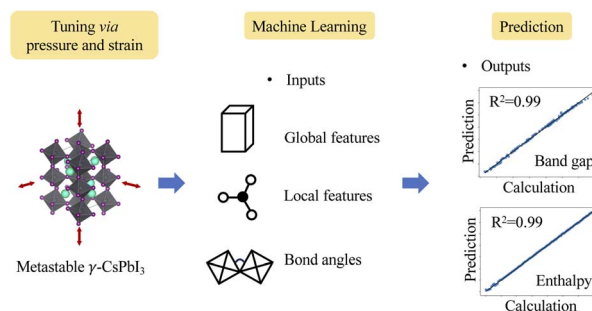 Tuning via
pressure and strain
Metastable γ-CsPbI₃
Machine Learning
• Inputs
Global features
Local features
Bond angles
Prediction
• Outputs
R²=0.99
Prediction
Band gap
Calculation
R²=0.99
Prediction
Enthalpy
Calculation